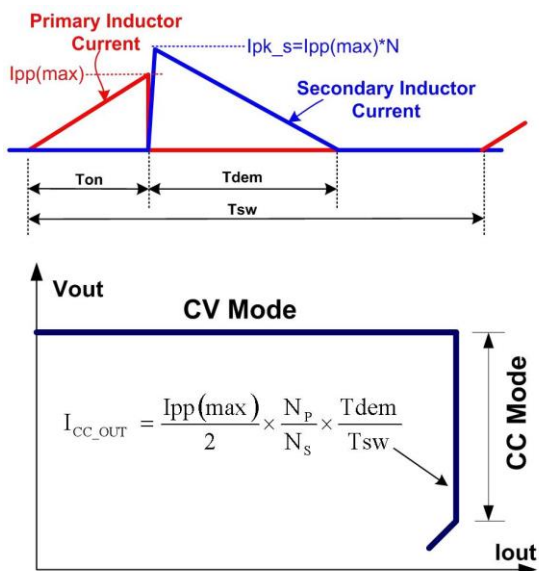 Primary Inductor
Current
Ipk_s=Ipp(max)*N
Ipp(max)
Secondary Inductor
Current
Ton
Tdem
Tsw
Vout
CV Mode
I_CC_OUT = Ipp(max)/2 × N_P/N_S × Tdem/Tsw
CC Mode
Iout